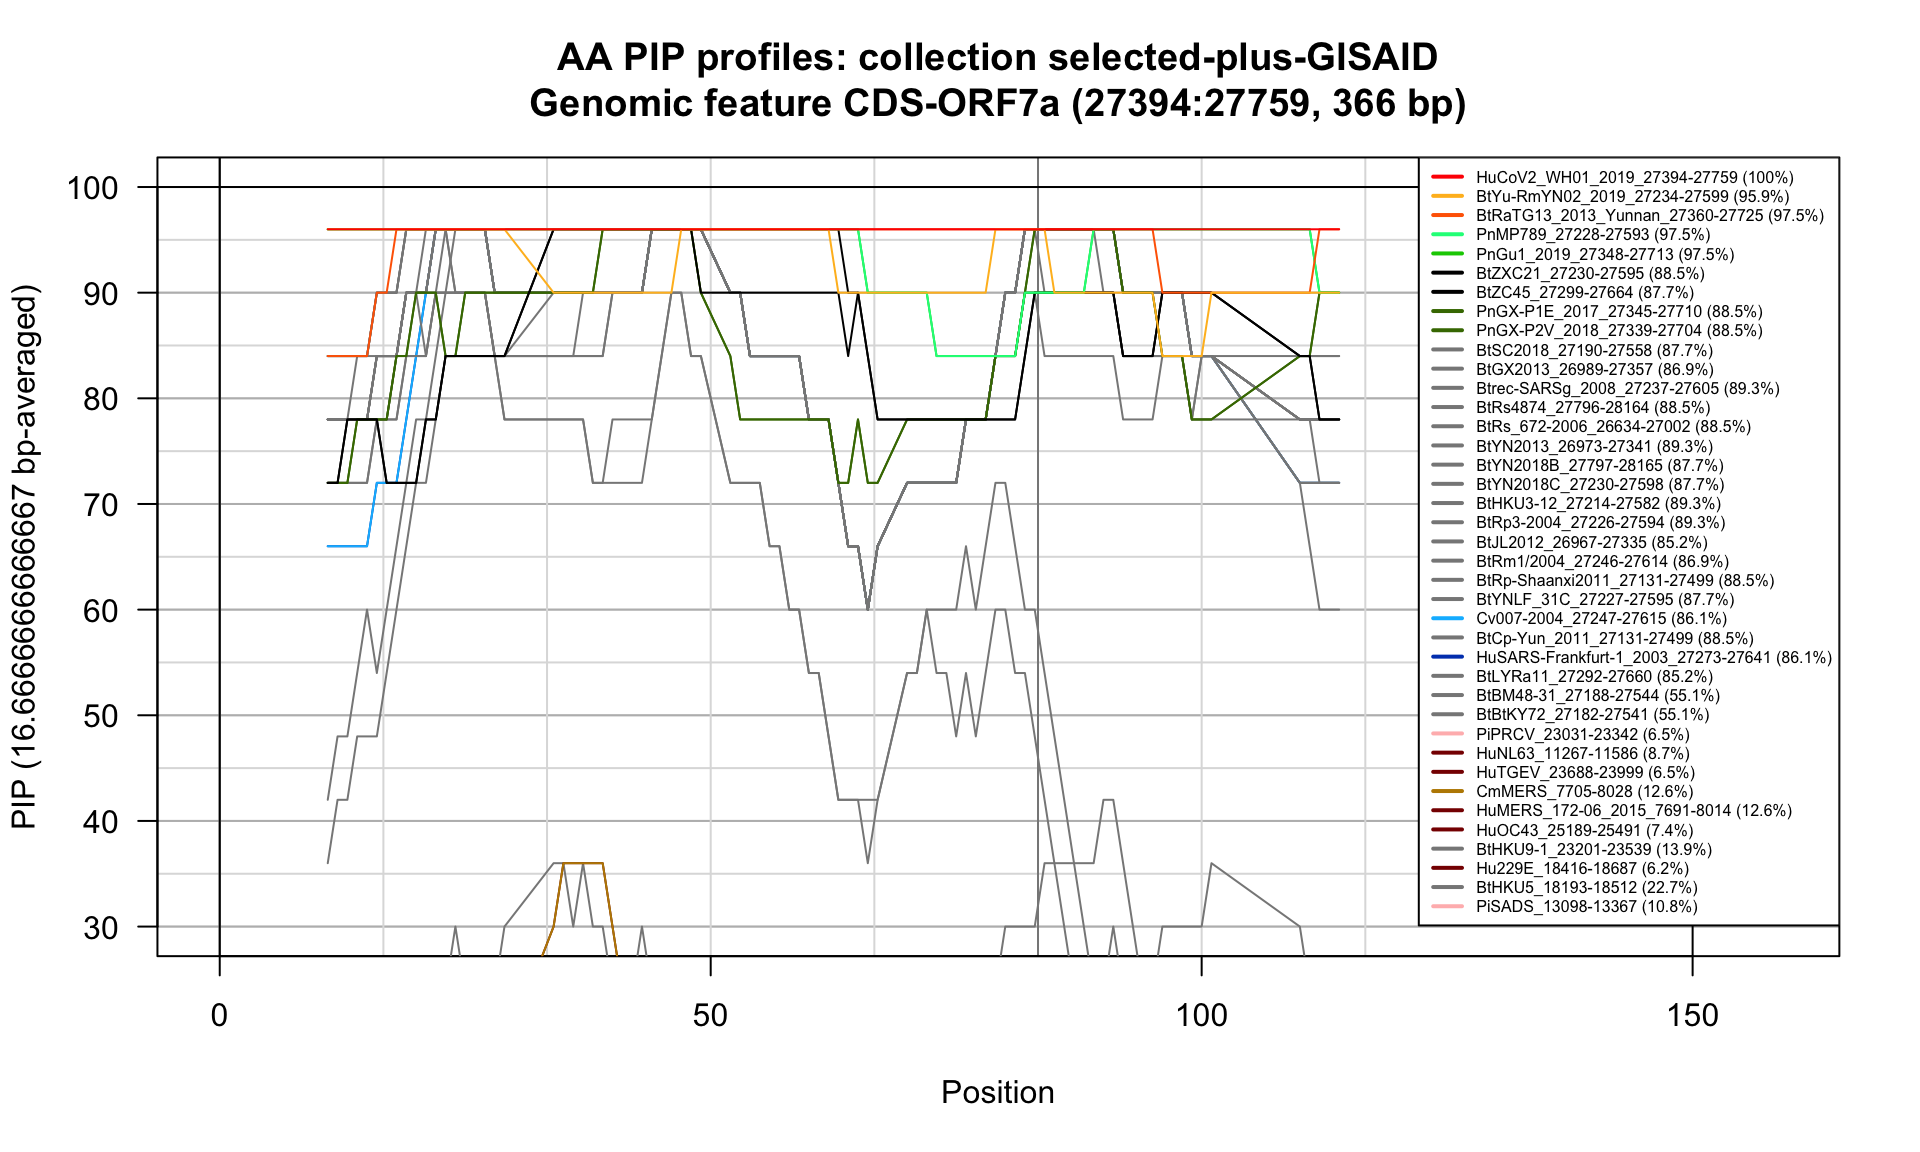 AA PIP profiles: collection selected-plus-GISAID
Genomic feature CDS-ORF7a (27394:27759, 366 bp)
PIP (16.6666666666667 bp-averaged)
100
90
80
70
60
50
40
30
HuCoV2_WH01_2019_27394-27759 (100%)
BtYu-RmYN02_2019_27234-27599 (95.9%)
BtRaTG13_2013_Yunnan_27360-27725 (97.5%)
PnMP789_27228-27593 (97.5%)
PnGu1_2019_27348-27713 (97.5%)
BtZXC21_27230-27595 (88.5%)
BtZC45_27299-27664 (87.7%)
PnGX-P1E_2017_27345-27710 (88.5%)
PnGX-P2V_2018_27339-27704 (88.5%)
BtSC2018_27190-27558 (87.7%)
BtGX2013_26989-27357 (86.9%)
Btrec-SARSg_2008_27237-27605 (89.3%)
BtRs4874_27796-28164 (88.5%)
BtRs_672-2006_26634-27002 (88.5%)
BtYN2013_26973-27341 (89.3%)
BtYN2018B_27797-28165 (87.7%)
BtYN2018C_27230-27598 (87.7%)
BtHKU3-12_27214-27582 (89.3%)
BtRp3-2004_27226-27594 (89.3%)
BtJL2012_26967-27335 (85.2%)
BtRm1/2004_27246-27614 (86.9%)
BtRp-Shaanxi2011_27131-27499 (88.5%)
BtYNLF_31C_27227-27595 (87.7%)
Cv007-2004_27247-27615 (86.1%)
BtCp-Yun_2011_27131-27499 (88.5%)
HuSARS-Frankfurt-1_2003_27273-27641 (86.1%)
BtLYRa11_27292-27660 (85.2%)
BtBM48-31_27188-27544 (55.1%)
BtBtKY72_27182-27541 (55.1%)
PiPRCV_23031-23342 (6.5%)
HuNL63_11267-11586 (8.7%)
HuTGEV_23688-23999 (6.5%)
CmMERS_7705-8028 (12.6%)
HuMERS_172-06_2015_7691-8014 (12.6%)
HuOC43_25189-25491 (7.4%)
BtHKU9-1_23201-23539 (13.9%)
Hu229E_18416-18687 (6.2%)
BtHKU5_18193-18512 (22.7%)
PiSADS_13098-13367 (10.8%)
0 50 100 150
Position